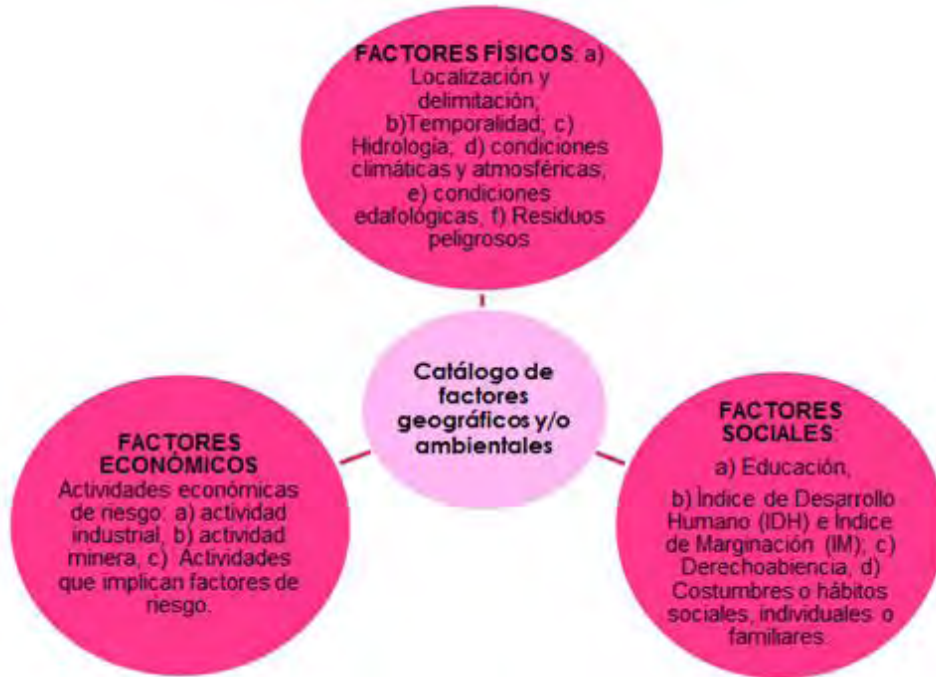 FACTORES FÍSICOS: a)
Localización y
delimitación;
b)Temporalidad; c)
Hidrología; d) condiciones
climáticas y atmosféricas;
e) condiciones
edafológicas, f) Residuos
peligrosos
Catálogo de
factores
geográficos y/o
ambientales
FACTORES
ECONÓMICOS
Actividades económicas
de riesgo: a) actividad
industrial, b) actividad
minera, c) Actividades
que implican factores de
riesgo.
FACTORES
SOCIALES:
a) Educación,
b) Índice de Desarrollo
Humano (IDH) e Índice
de Marginación (IM); c)
Derechoabiencia, d)
Costumbres o hábitos
sociales, individuales o
familiares